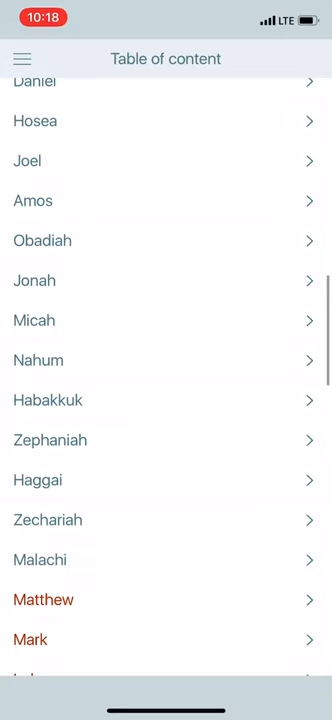 10:18
LTE
Table of content
Daniel
Hosea
Joel
Amos
Obadiah
Jonah
Micah
Nahum
Habakkuk
Zephaniah
Haggai
Zechariah
Malachi
Matthew
Mark